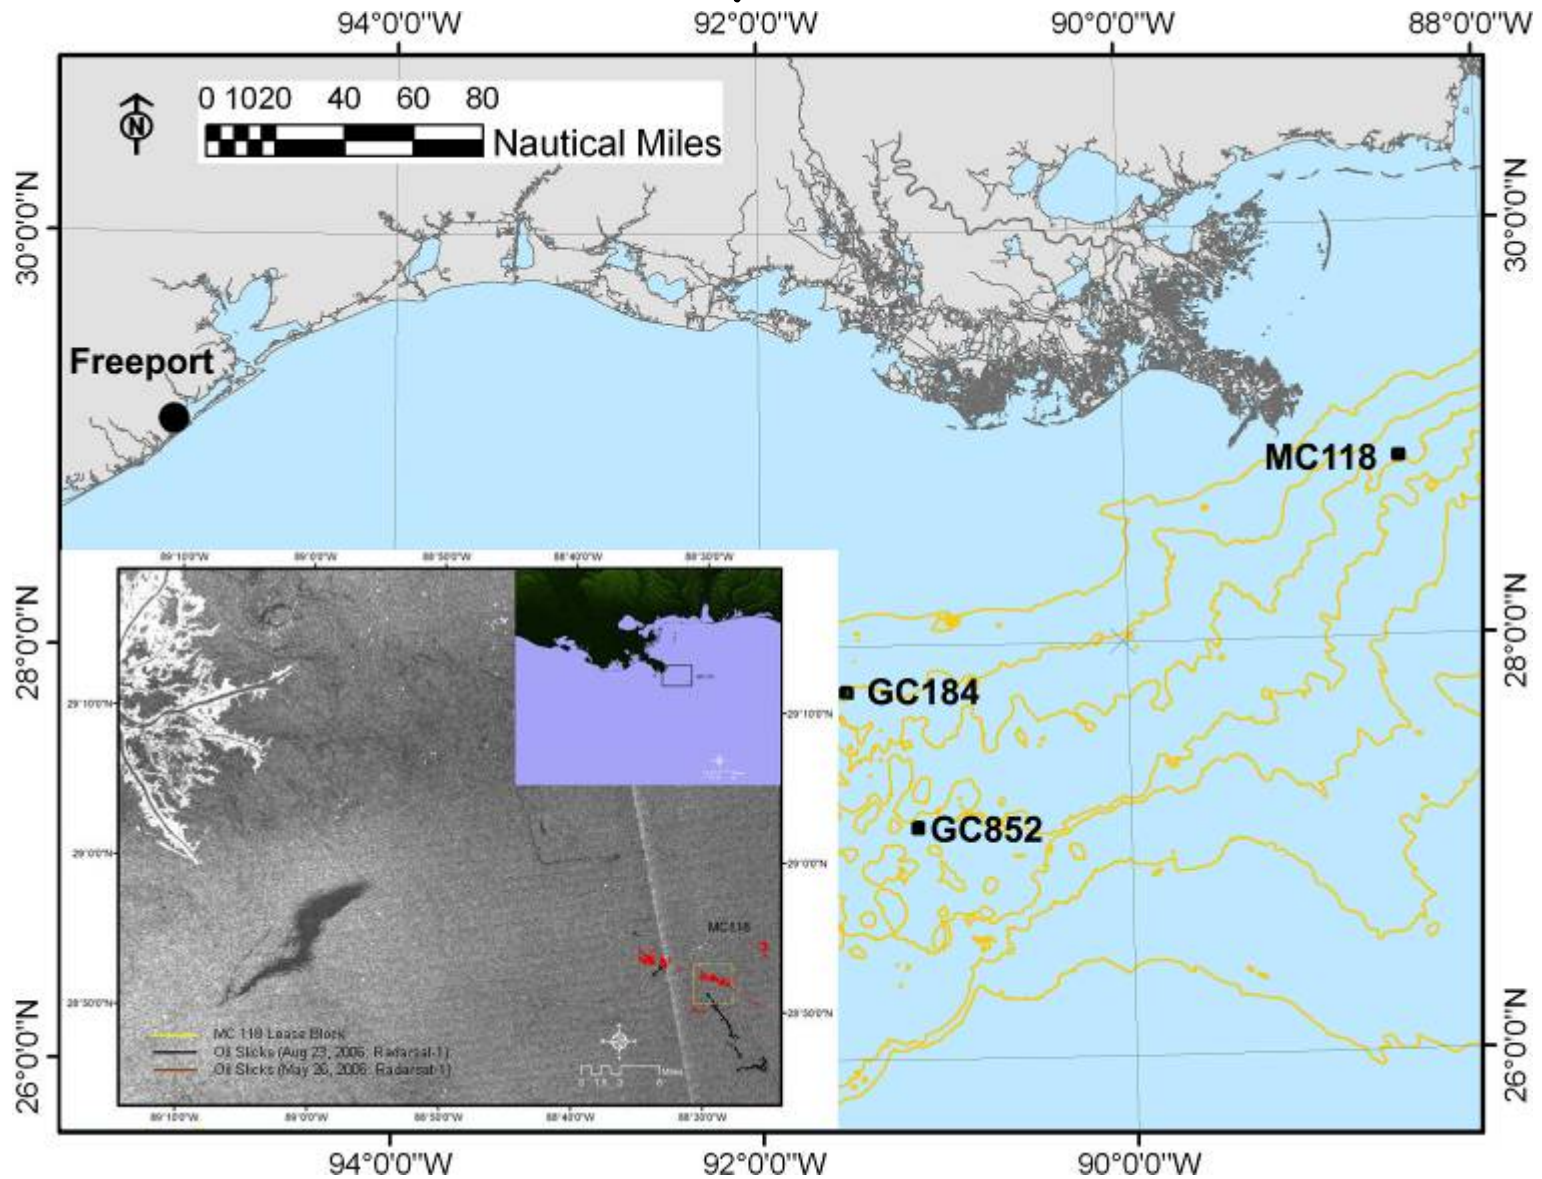 94°0'0"W 92°0'0"W 90°0'0"W 88°0'0"W
0 1020 40 60 80
Nautical Miles
N
30°0'0"N
30°0'0"N
Freeport
MC118
28°0'0"N
28°0'0"N
GC184
GC852
26°0'0"N
26°0'0"N
89°10'0"W 89°0'0"W 88°50'0"W 88°40'0"W 88°30'0"W
29°10'0"N
29°10'0"N
29°0'0"N
29°0'0"N
MC118
28°50'0"N
28°50'0"N
MC 118 Lease Block
Oil Slicks (Aug 23, 2006: Radarsat-1)
Oil Slicks (May 26, 2006: Radarsat-1)
Miles
0 1.5 3 6
89°10'0"W 89°0'0"W 88°50'0"W 88°40'0"W 88°30'0"W
94°0'0"W 92°0'0"W 90°0'0"W